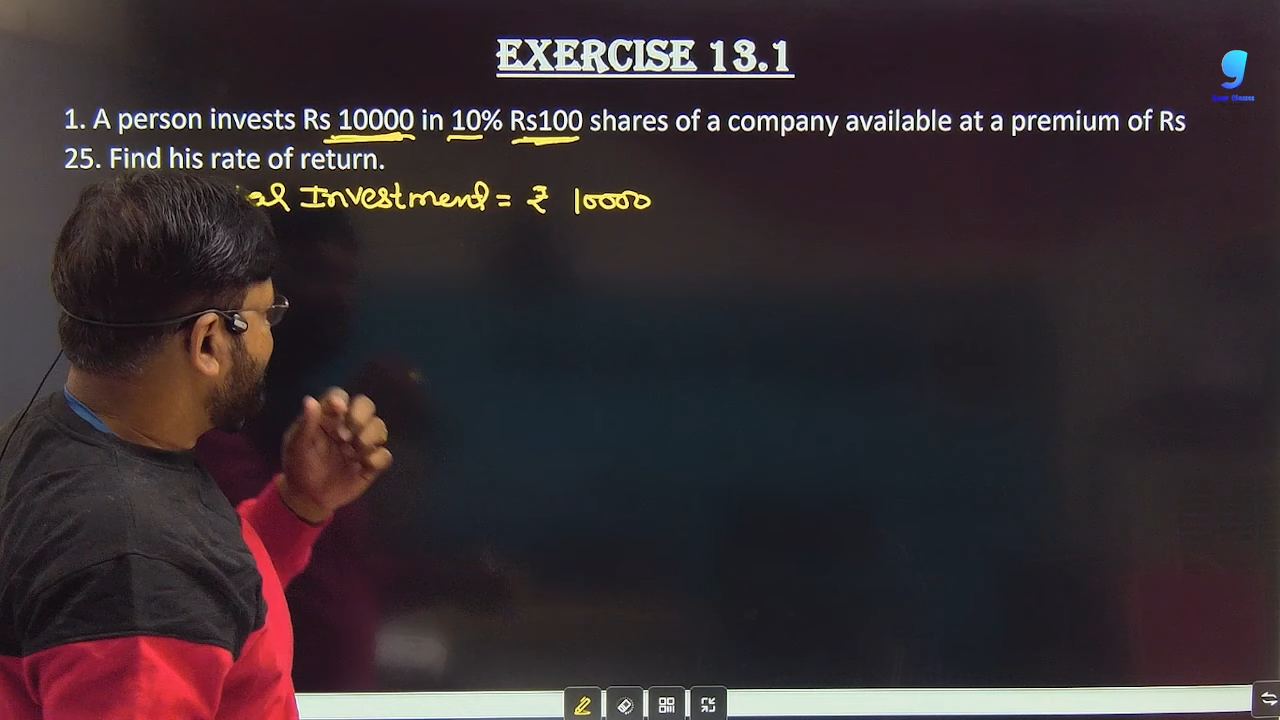 EXERCISE 13.1
1. A person invests Rs 10000 in 10% Rs100 shares of a company available at a premium of Rs
25. Find his rate of return.
Investment = ₹ 10000